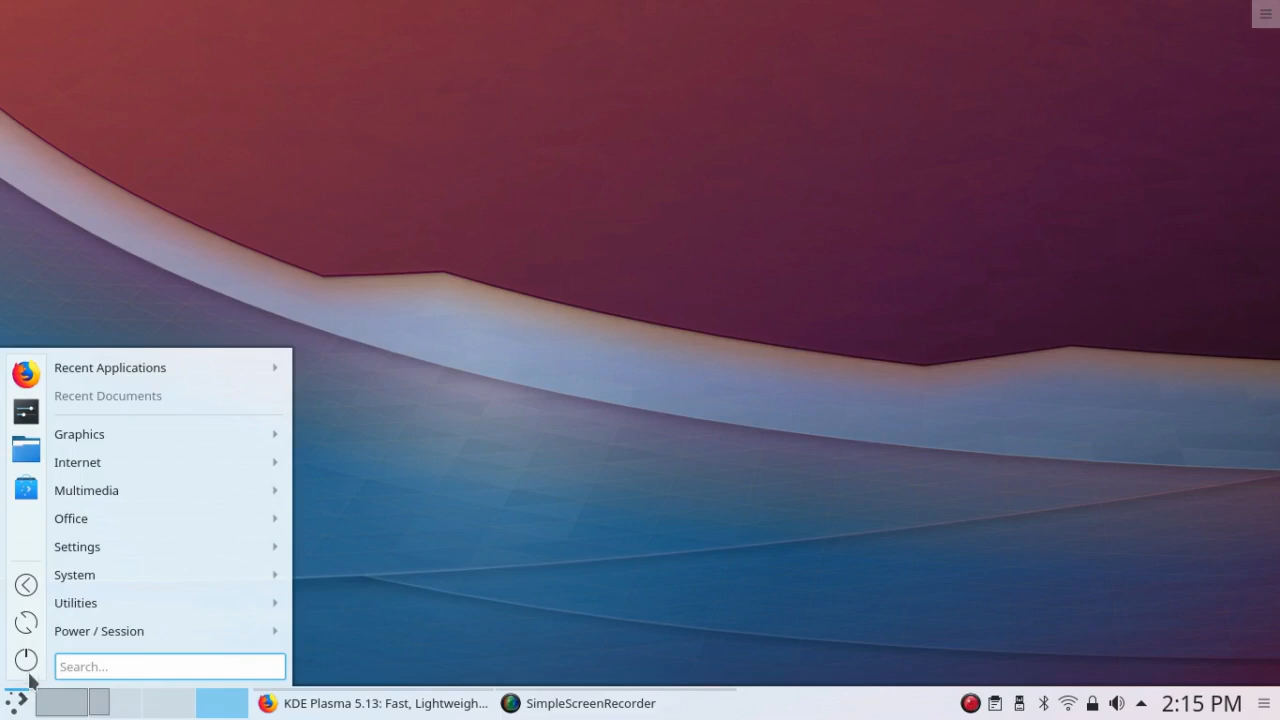 Recent Applications
Recent Documents
Graphics
Internet
Multimedia
Office
Settings
System
Utilities
Power / Session
Search...
KDE Plasma 5.13: Fast, Lightweigh...
SimpleScreenRecorder
2:15 PM